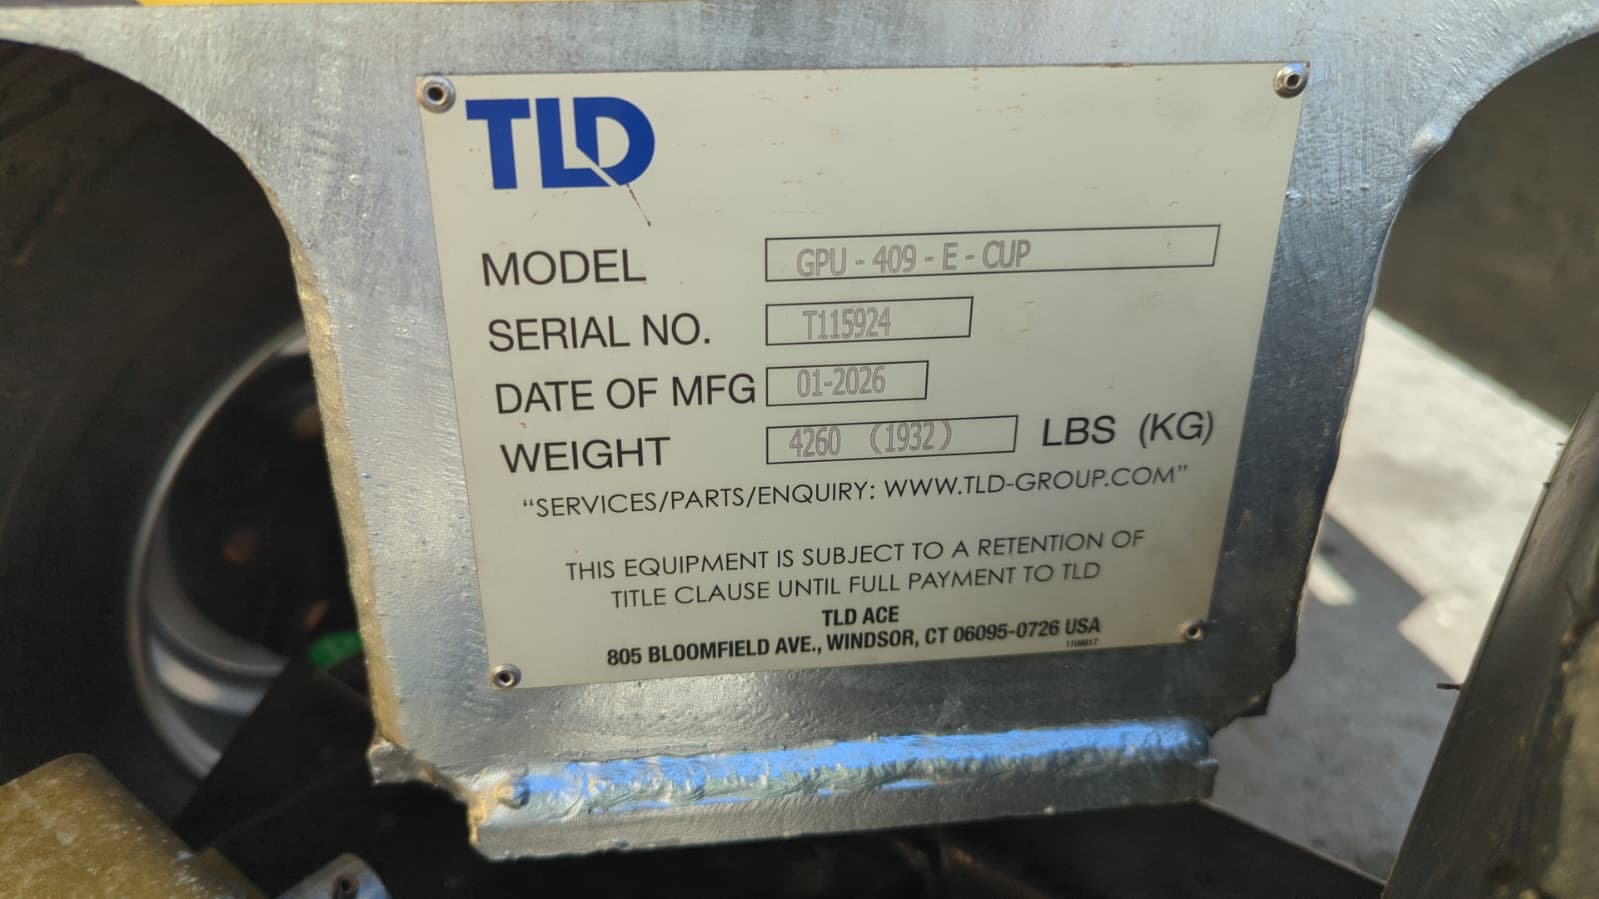 TLD
MODEL GPU - 409 - E - CUP
SERIAL NO. T115924
DATE OF MFG 01-2026
WEIGHT 4260 (1932) LBS (KG)
“SERVICES/PARTS/ENQUIRY: WWW.TLD-GROUP.COM”
THIS EQUIPMENT IS SUBJECT TO A RETENTION OF
TITLE CLAUSE UNTIL FULL PAYMENT TO TLD
TLD ACE
805 BLOOMFIELD AVE., WINDSOR, CT 06095-0726 USA